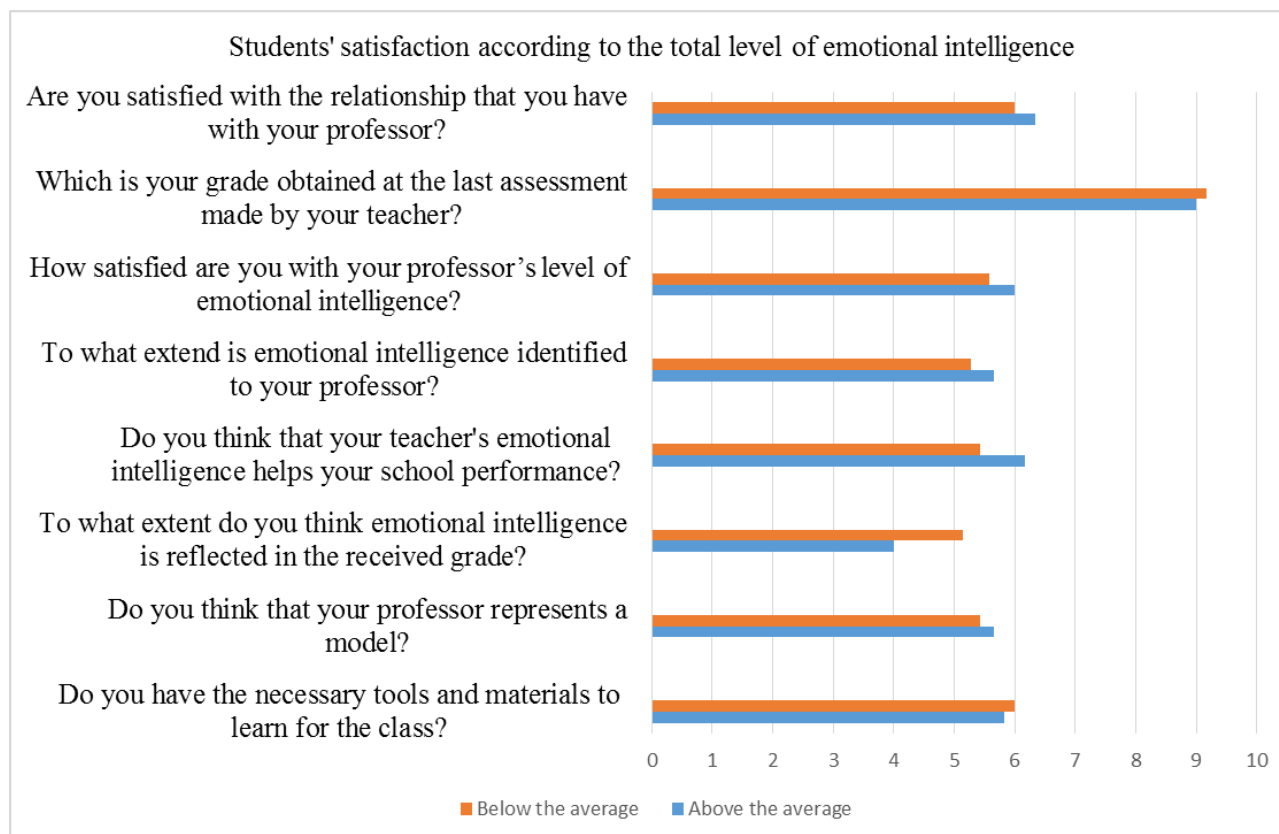 Students' satisfaction according to the total level of emotional intelligence
Are you satisfied with the relationship that you have
with your professor?
Which is your grade obtained at the last assessment
made by your teacher?
How satisfied are you with your professor’s level of
emotional intelligence?
To what extend is emotional intelligence identified
to your professor?
Do you think that your teacher's emotional
intelligence helps your school performance?
To what extent do you think emotional intelligence
is reflected in the received grade?
Do you think that your professor represents a
model?
Do you have the necessary tools and materials to
learn for the class?
0 1 2 3 4 5 6 7 8 9 10
Below the average Above the average